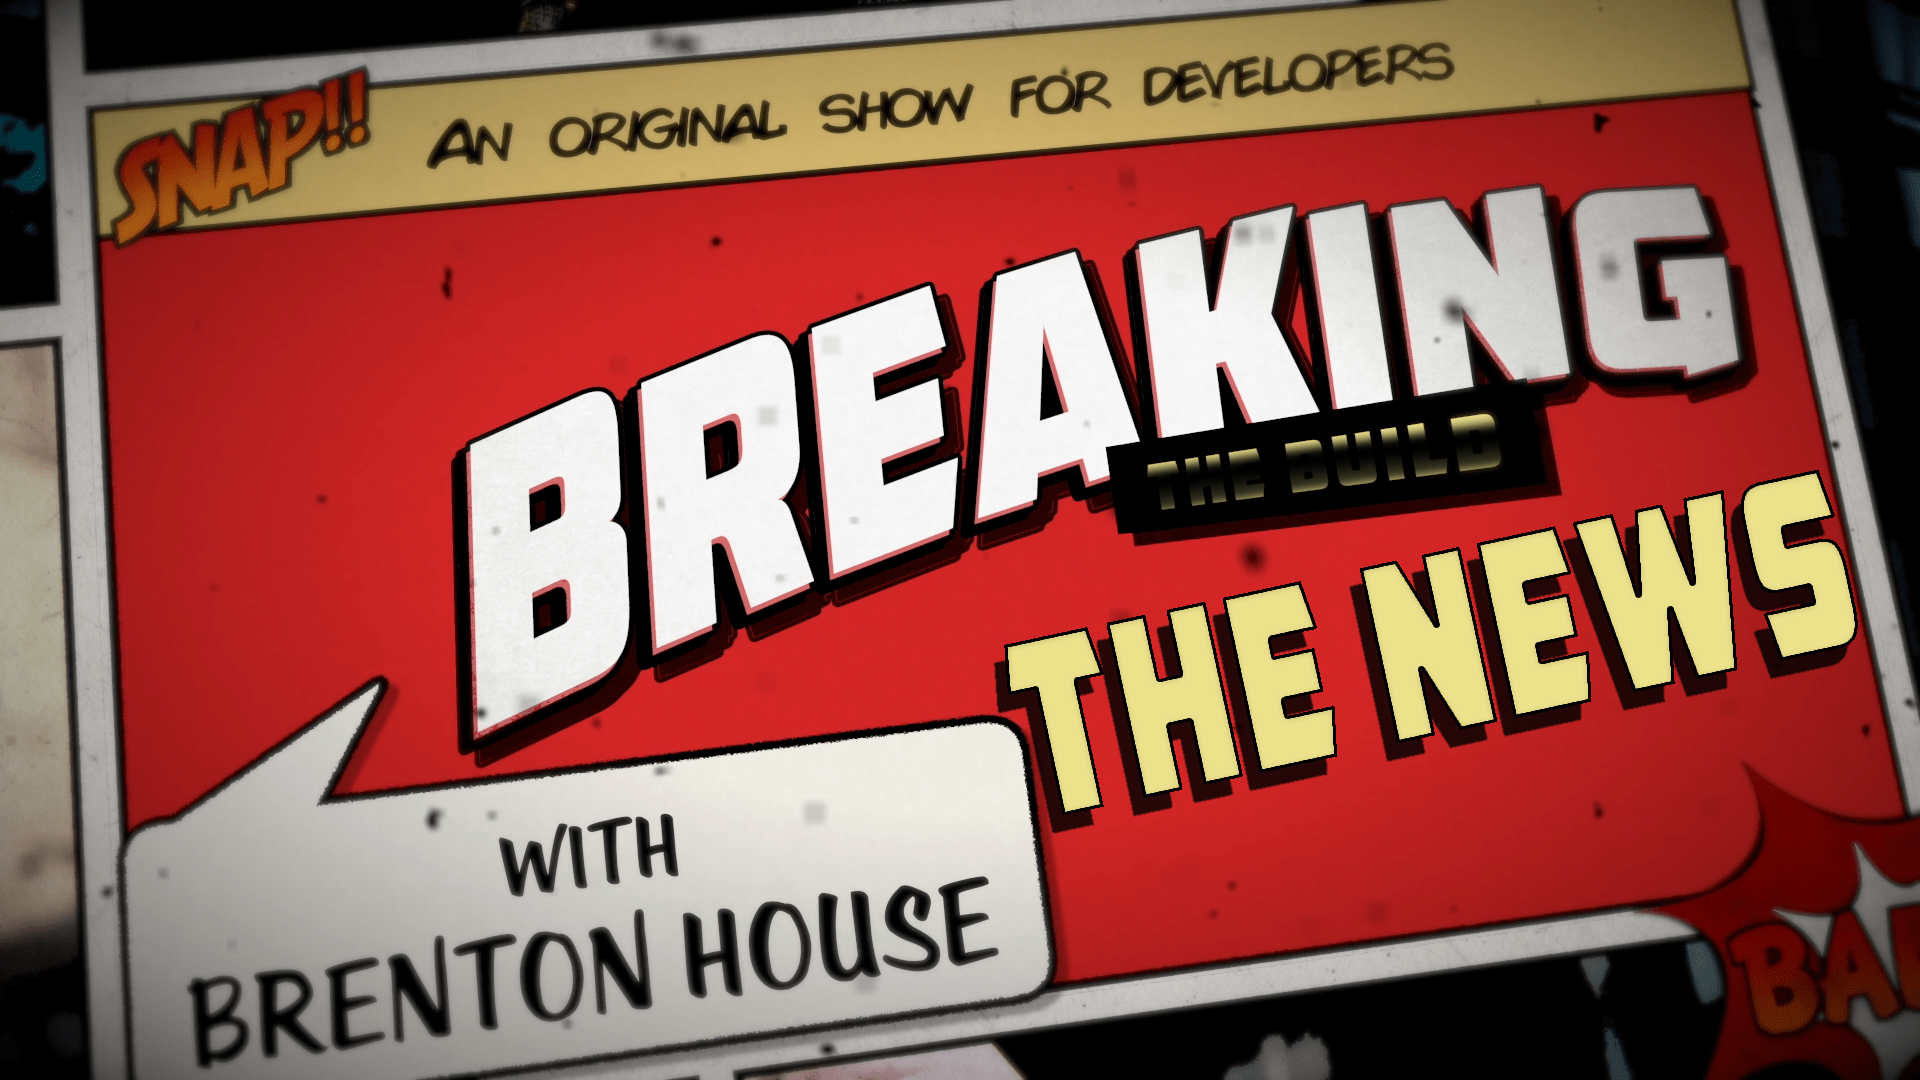 SNAP!! AN ORIGINAL SHOW FOR DEVELOPERS
BREAKING
THE BUILD
THE NEWS
WITH
BRENTON HOUSE